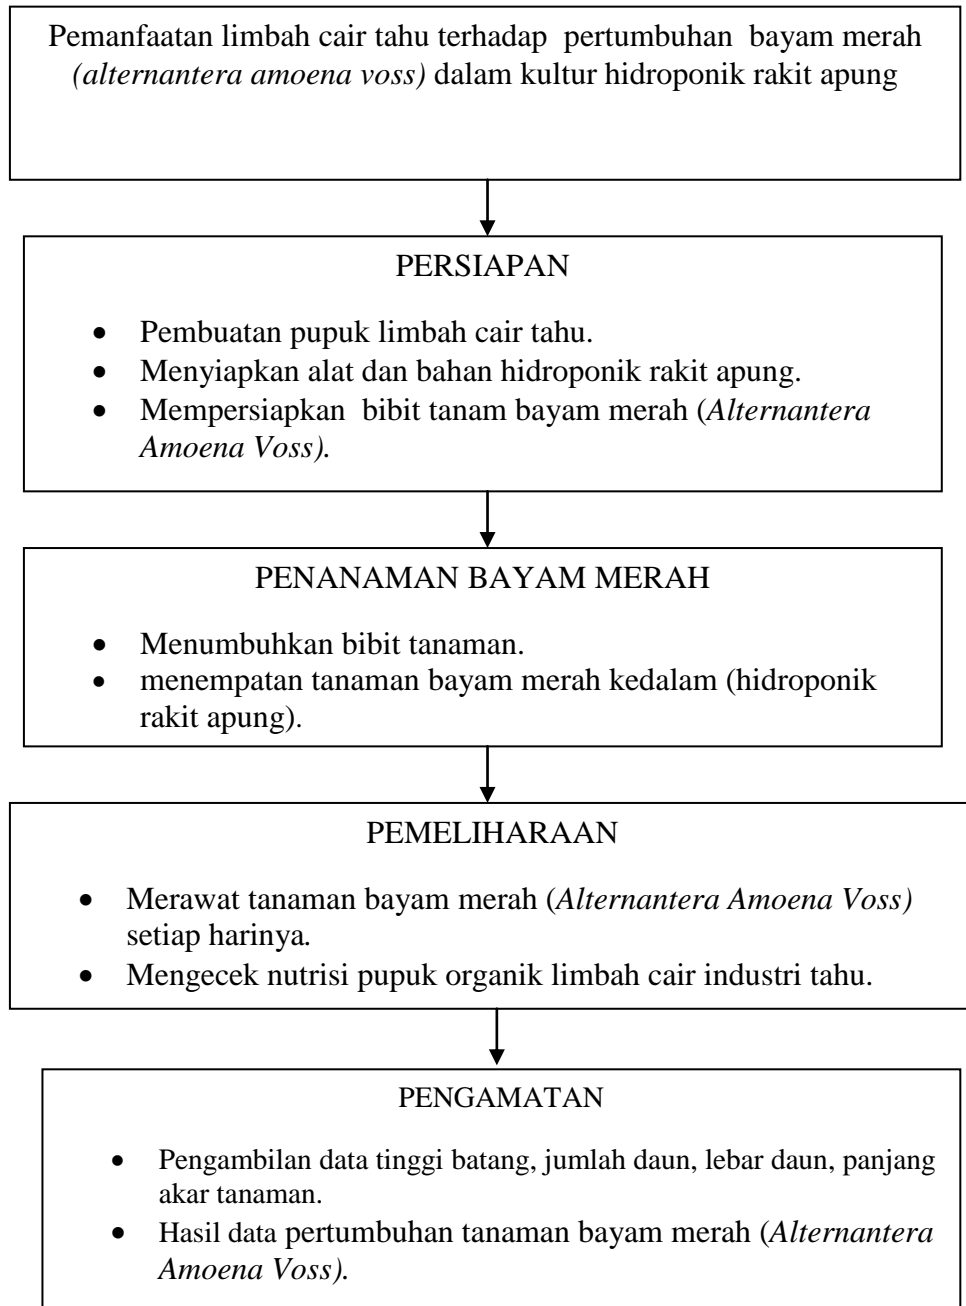 Pemanfaatan limbah cair tahu terhadap pertumbuhan bayam merah
(alternantera amoena voss) dalam kultur hidroponik rakit apung
PERSIAPAN
• Pembuatan pupuk limbah cair tahu.
• Menyiapkan alat dan bahan hidroponik rakit apung.
• Mempersiapkan bibit tanam bayam merah (Alternantera
Amoena Voss).
PENANAMAN BAYAM MERAH
• Menumbuhkan bibit tanaman.
• menempatan tanaman bayam merah kedalam (hidroponik
rakit apung).
PEMELIHARAAN
• Merawat tanaman bayam merah (Alternantera Amoena Voss)
setiap harinya.
• Mengecek nutrisi pupuk organik limbah cair industri tahu.
PENGAMATAN
• Pengambilan data tinggi batang, jumlah daun, lebar daun, panjang
akar tanaman.
• Hasil data pertumbuhan tanaman bayam merah (Alternantera
Amoena Voss).